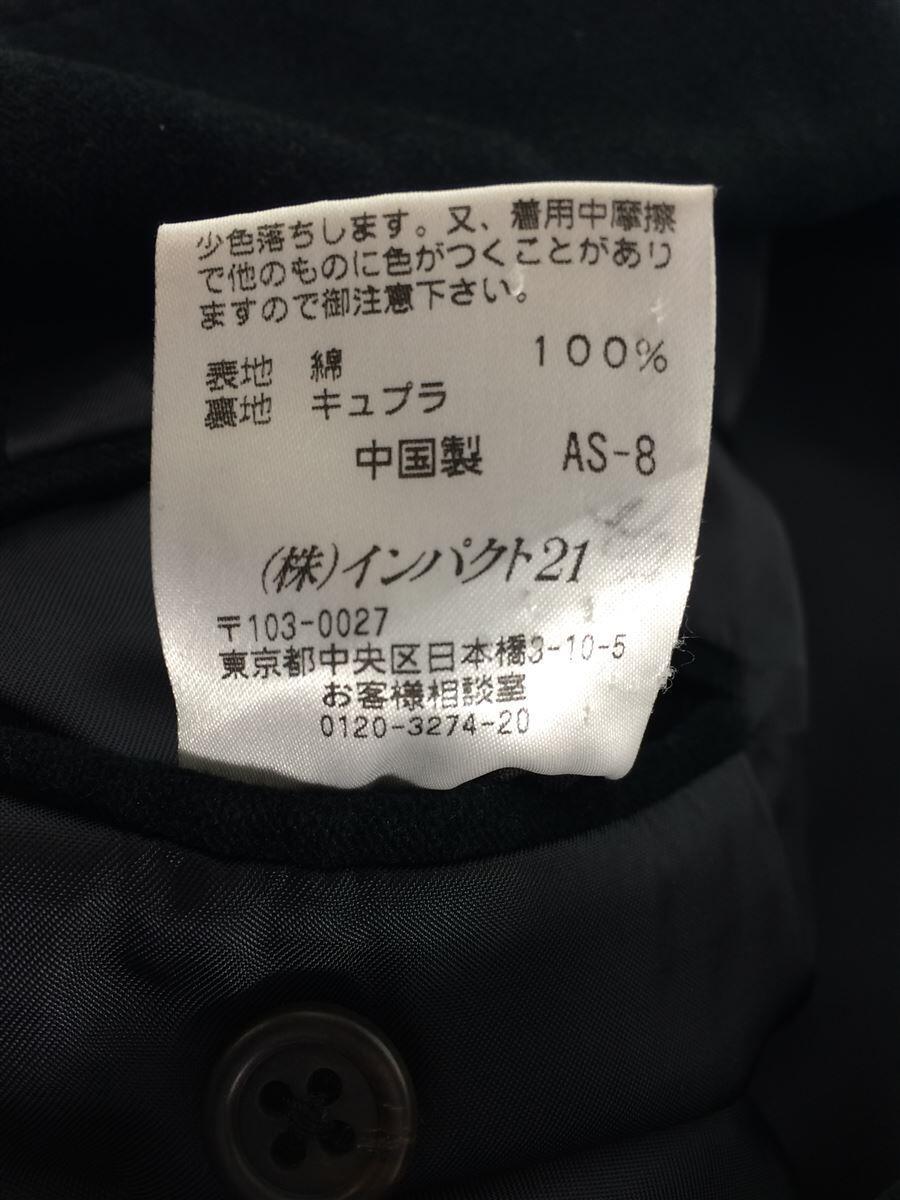 少色落ちします。又、着用中摩擦
で他のものに色がつくことがあり
ますので御注意下さい。
表地 綿 100%
裏地 キュプラ
中国製 AS-8
(株)インパクト21
〒103-0027
東京都中央区日本橋3-10-5
お客様相談室
0120-3274-20